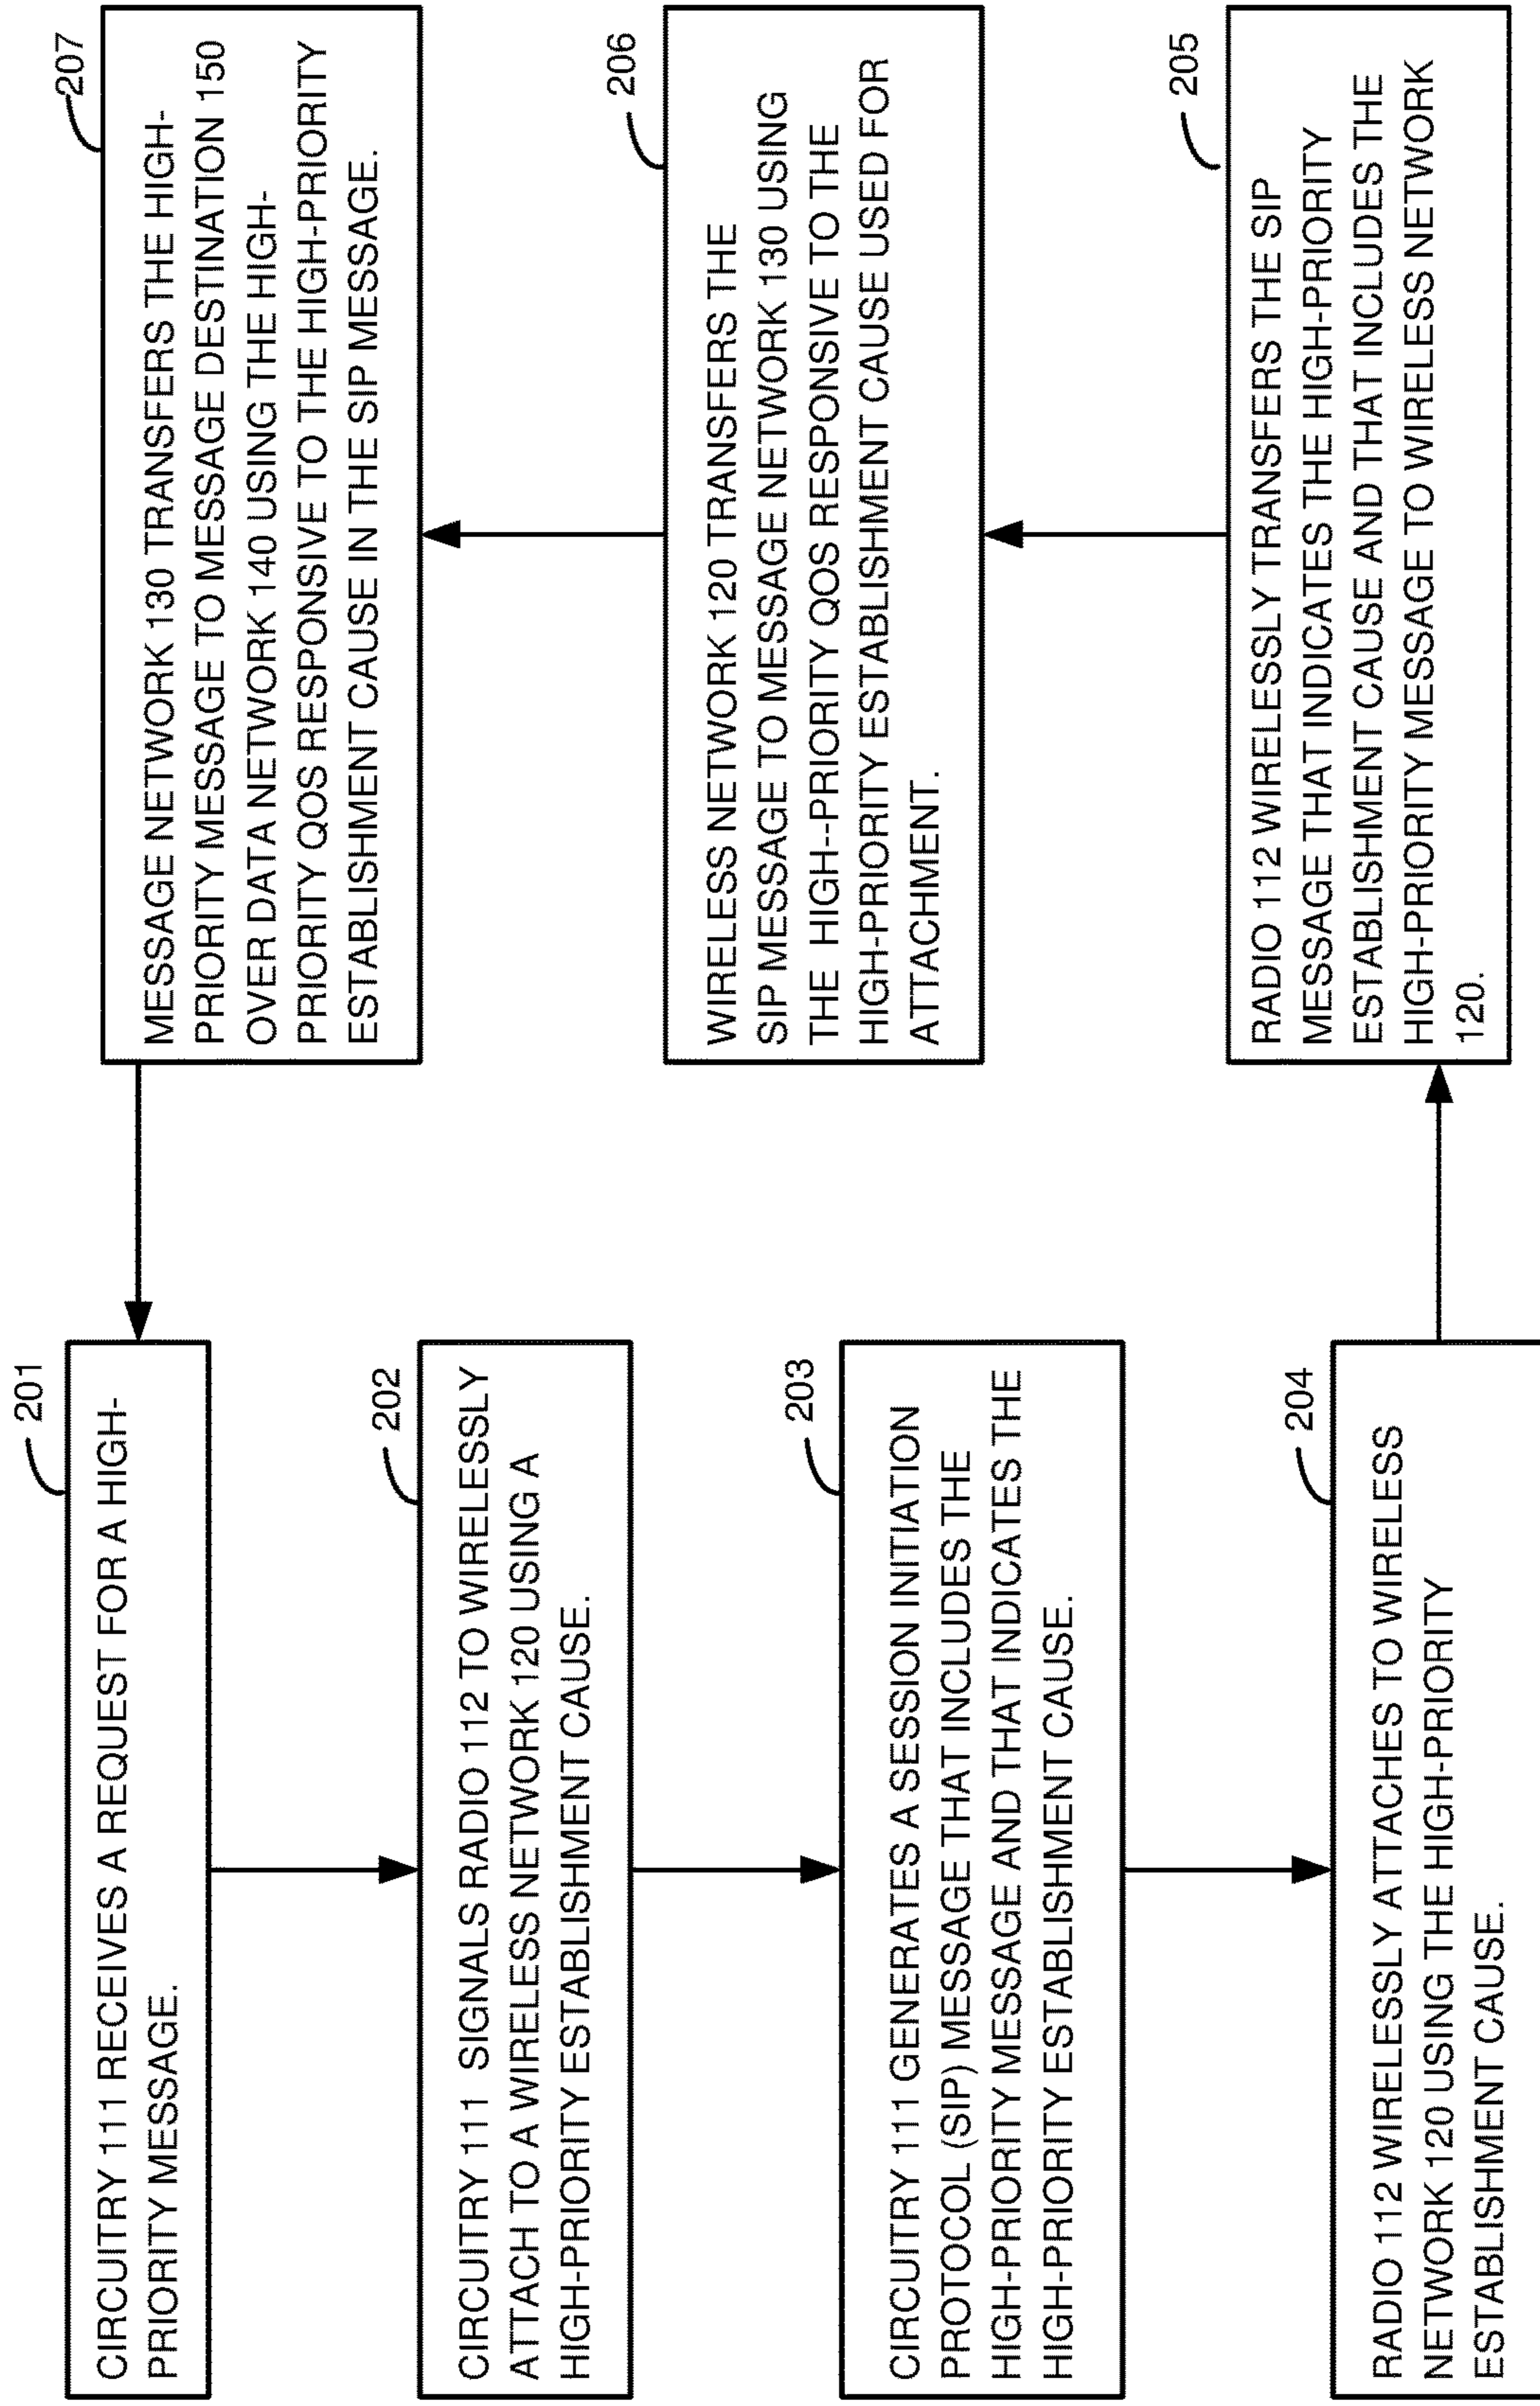 201
CIRCUITRY 111 RECEIVES A REQUEST FOR A HIGH-
PRIORITY MESSAGE.
202
CIRCUITRY 111 SIGNALS RADIO 112 TO WIRELESSLY
ATTACH TO A WIRELESS NETWORK 120 USING A
HIGH-PRIORITY ESTABLISHMENT CAUSE.
203
CIRCUITRY 111 GENERATES A SESSION INITIATION
PROTOCOL (SIP) MESSAGE THAT INCLUDES THE
HIGH-PRIORITY MESSAGE AND THAT INDICATES THE
HIGH-PRIORITY ESTABLISHMENT CAUSE.
204
RADIO 112 WIRELESSLY ATTACHES TO WIRELESS
NETWORK 120 USING THE HIGH-PRIORITY
ESTABLISHMENT CAUSE.
205
RADIO 112 WIRELESSLY TRANSFERS THE SIP
MESSAGE THAT INDICATES THE HIGH-PRIORITY
ESTABLISHMENT CAUSE AND THAT INCLUDES THE
HIGH-PRIORITY MESSAGE TO WIRELESS NETWORK
120.
206
WIRELESS NETWORK 120 TRANSFERS THE
SIP MESSAGE TO MESSAGE NETWORK 130 USING
THE HIGH--PRIORITY QOS RESPONSIVE TO THE
HIGH-PRIORITY ESTABLISHMENT CAUSE USED FOR
ATTACHMENT.
207
MESSAGE NETWORK 130 TRANSFERS THE HIGH-
PRIORITY MESSAGE TO MESSAGE DESTINATION 150
OVER DATA NETWORK 140 USING THE HIGH-
PRIORITY QOS RESPONSIVE TO THE HIGH-PRIORITY
ESTABLISHMENT CAUSE IN THE SIP MESSAGE.